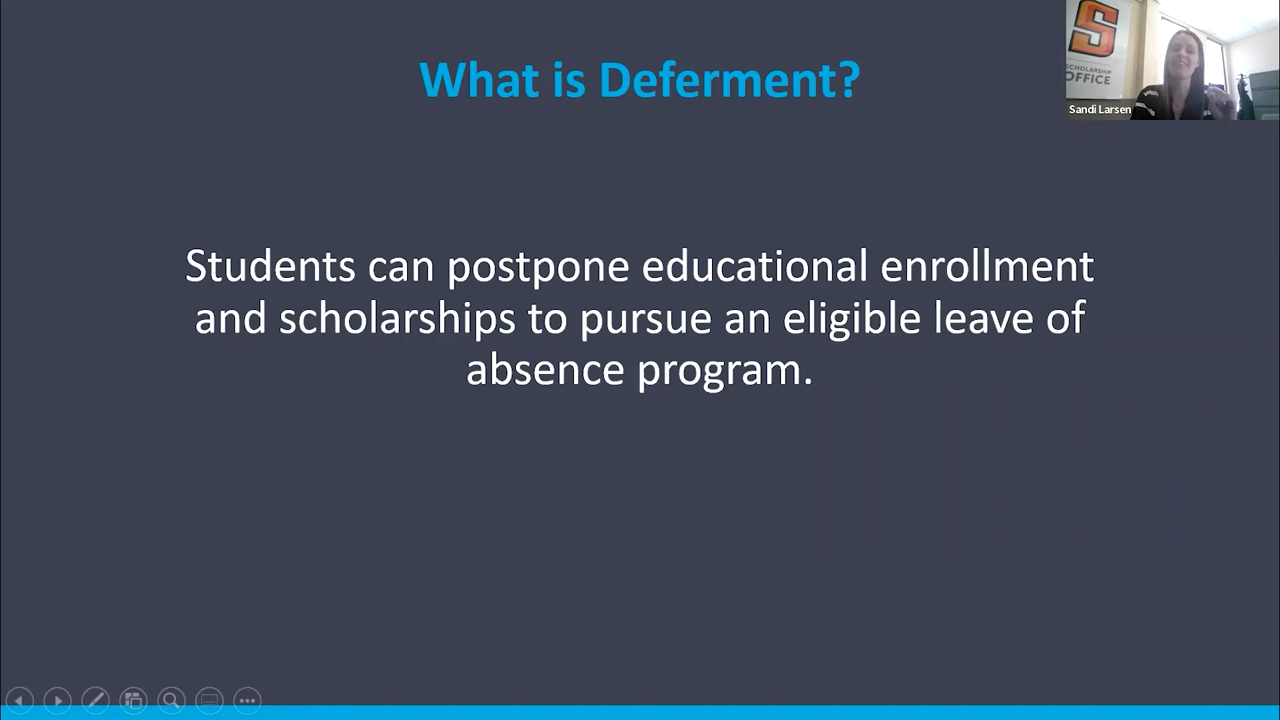 What is Deferment?
S
SCHOLARSHIP
OFFICE
Sandi Larsen
Students can postpone educational enrollment
and scholarships to pursue an eligible leave of
absence program.